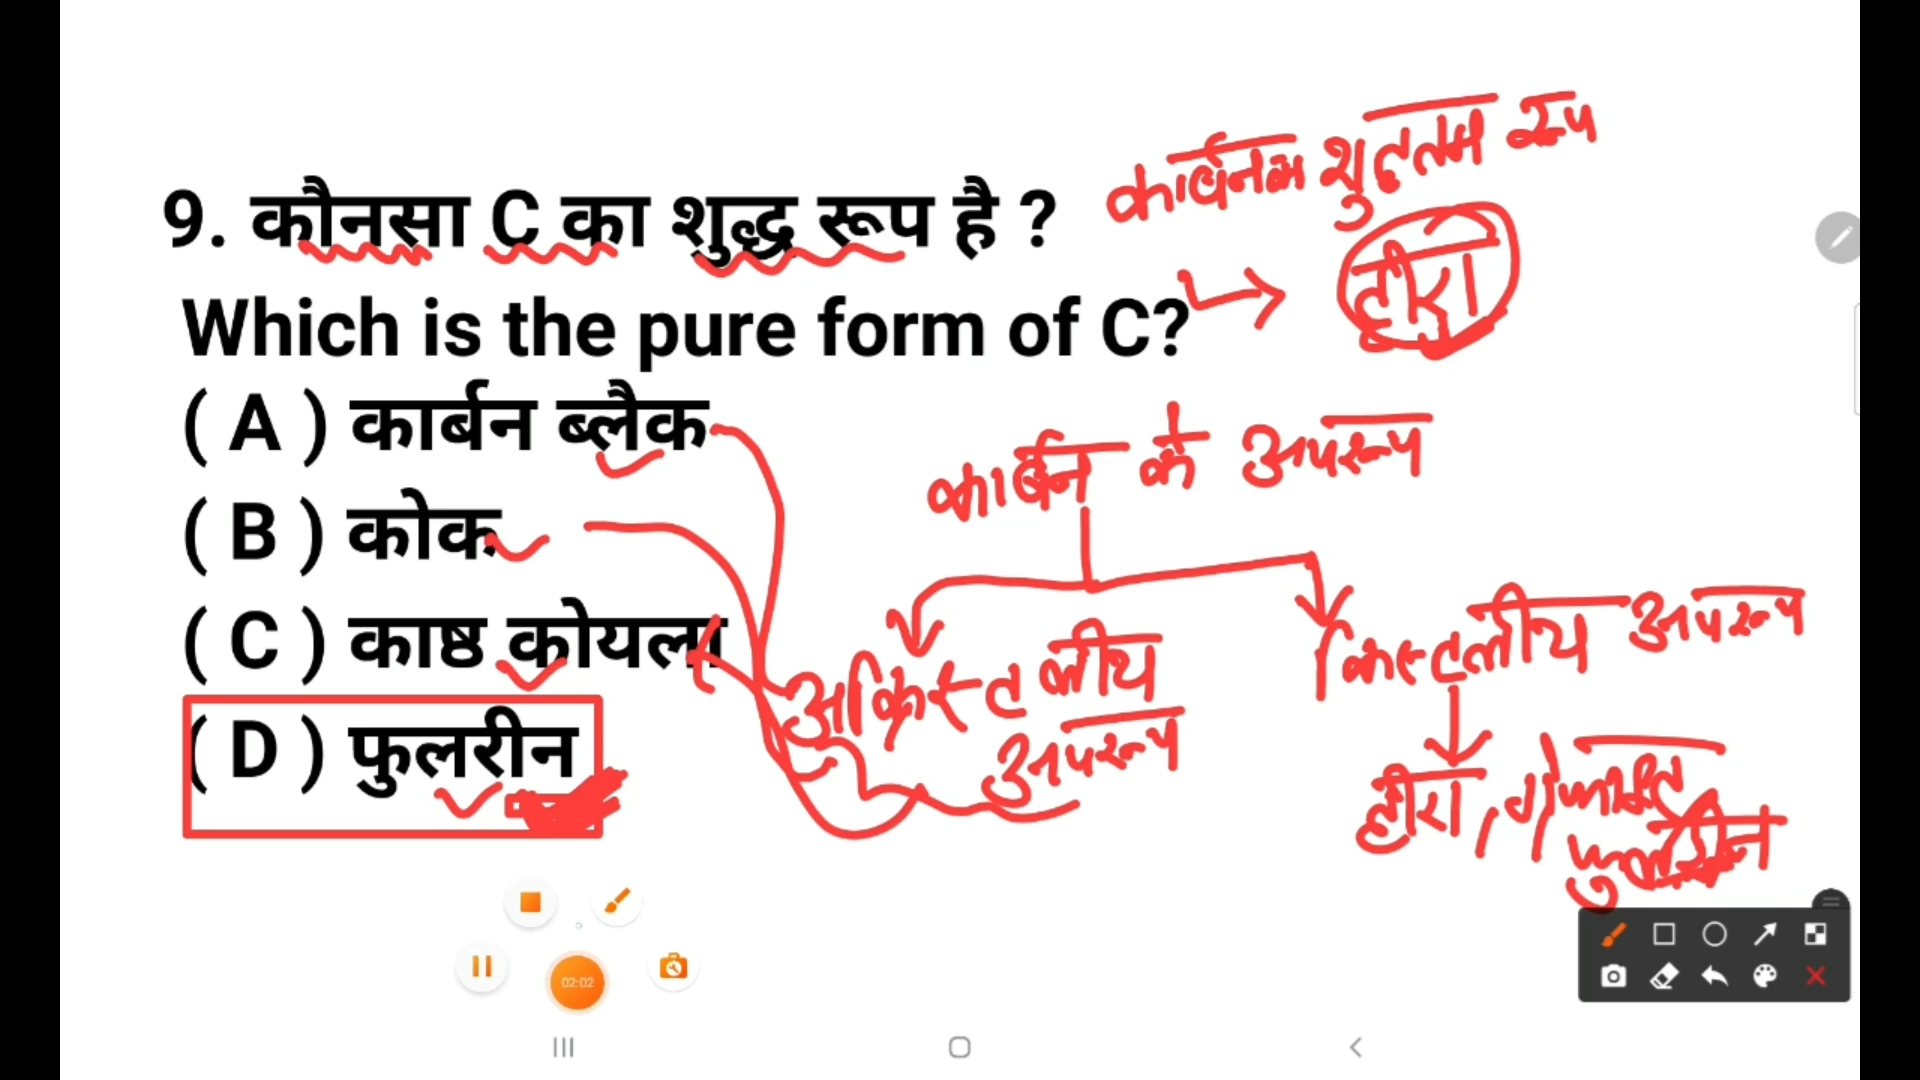 9. कौनसा C का शुद्ध रूप है ?
Which is the pure form of C?
( A ) कार्बन ब्लैक
( B ) कोक
( C ) काष्ठ कोयला
( D ) फुलरीन
कार्बनक शुद्धतम रूप
हीरा
कार्बन के अपरूप
अक्रिस्टलीय
अपरूप
क्रिस्टलीय अपरूप
हीरा, ग्रेफाइट
फुलरीन
02:02